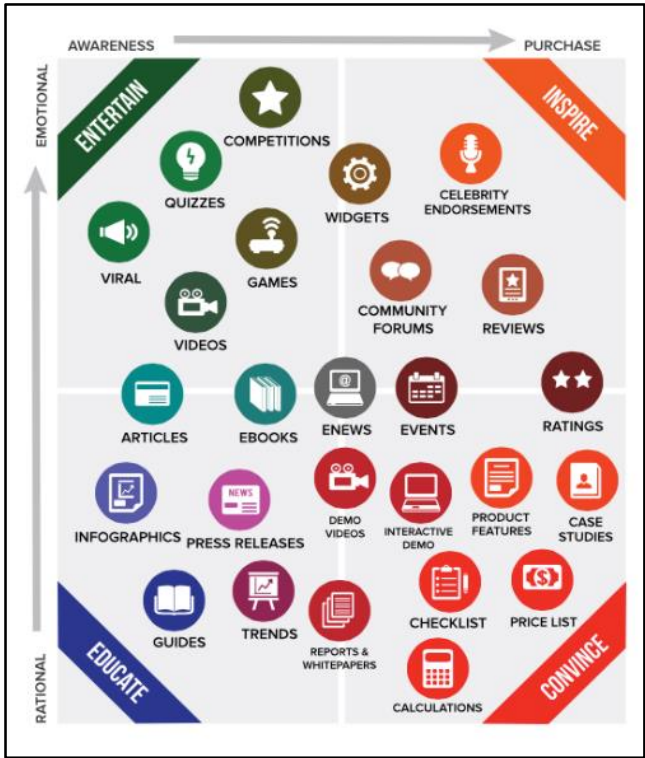 AWARENESS
PURCHASE
EMOTIONAL
ENTERTAIN
INSPIRE
COMPETITIONS
QUIZZES
WIDGETS
CELEBRITY
ENDORSEMENTS
VIRAL
GAMES
COMMUNITY
FORUMS
REVIEWS
VIDEOS
@
ARTICLES
EBOOKS
ENEWS
EVENTS
RATINGS
NEWS
INFOGRAPHICS
PRESS RELEASES
DEMO
VIDEOS
INTERACTIVE
DEMO
PRODUCT
FEATURES
CASE
STUDIES
$
GUIDES
TRENDS
REPORTS &
WHITEPAPERS
CHECKLIST
PRICE LIST
CALCULATIONS
RATIONAL
EDUCATE
CONVINCE